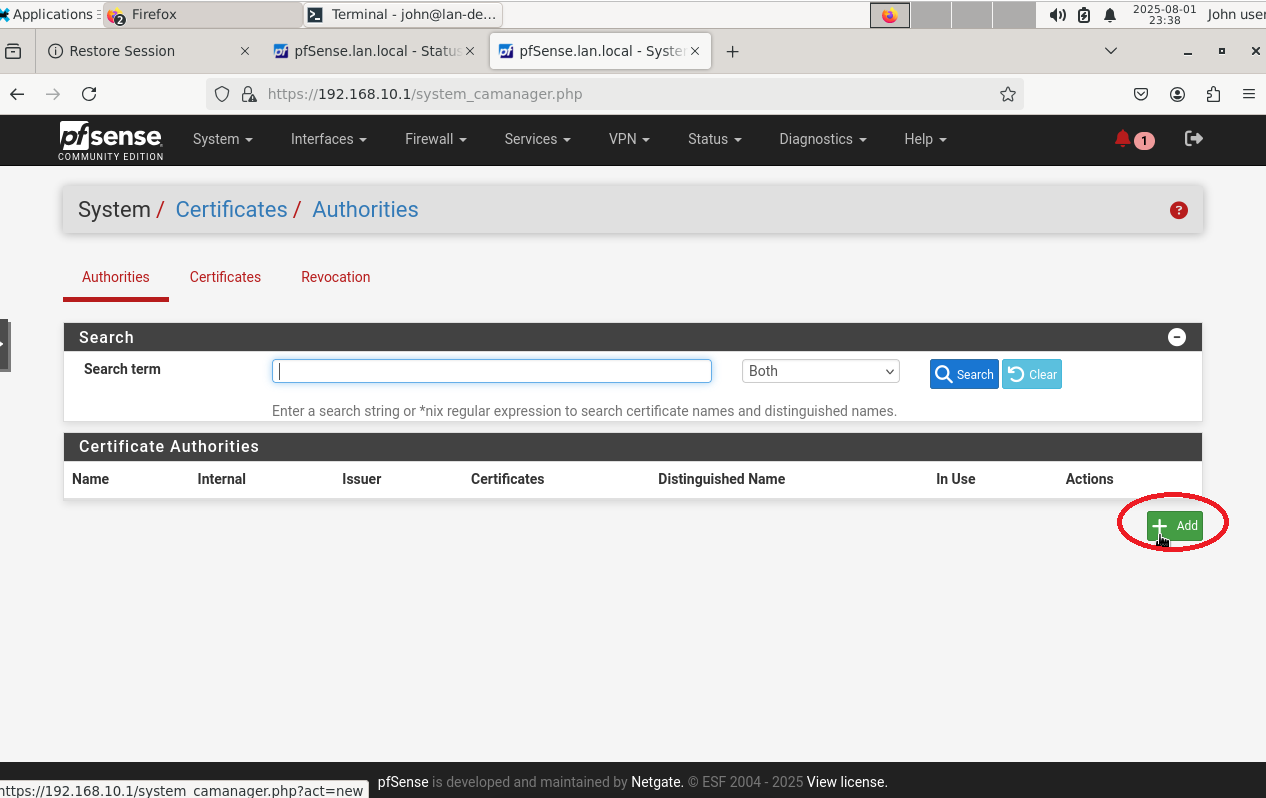 Applications
2
Firefox
Terminal - john@lan-de...
2025-08-01
23:38
John user
Restore Session
pfSense.lan.local - Status
pfSense.lan.local - System
https://192.168.10.1/system_camanager.php
pfsense
COMMUNITY EDITION
System
Interfaces
Firewall
Services
VPN
Status
Diagnostics
Help
1
System / Certificates / Authorities
?
Authorities
Certificates
Revocation
Search
Search term
Both
Search
Clear
Enter a search string or *nix regular expression to search certificate names and distinguished names.
Certificate Authorities
Name Internal Issuer Certificates Distinguished Name In Use Actions
Add
pfSense is developed and maintained by Netgate. © ESF 2004 - 2025 View license.
https://192.168.10.1/system_camanager.php?act=new